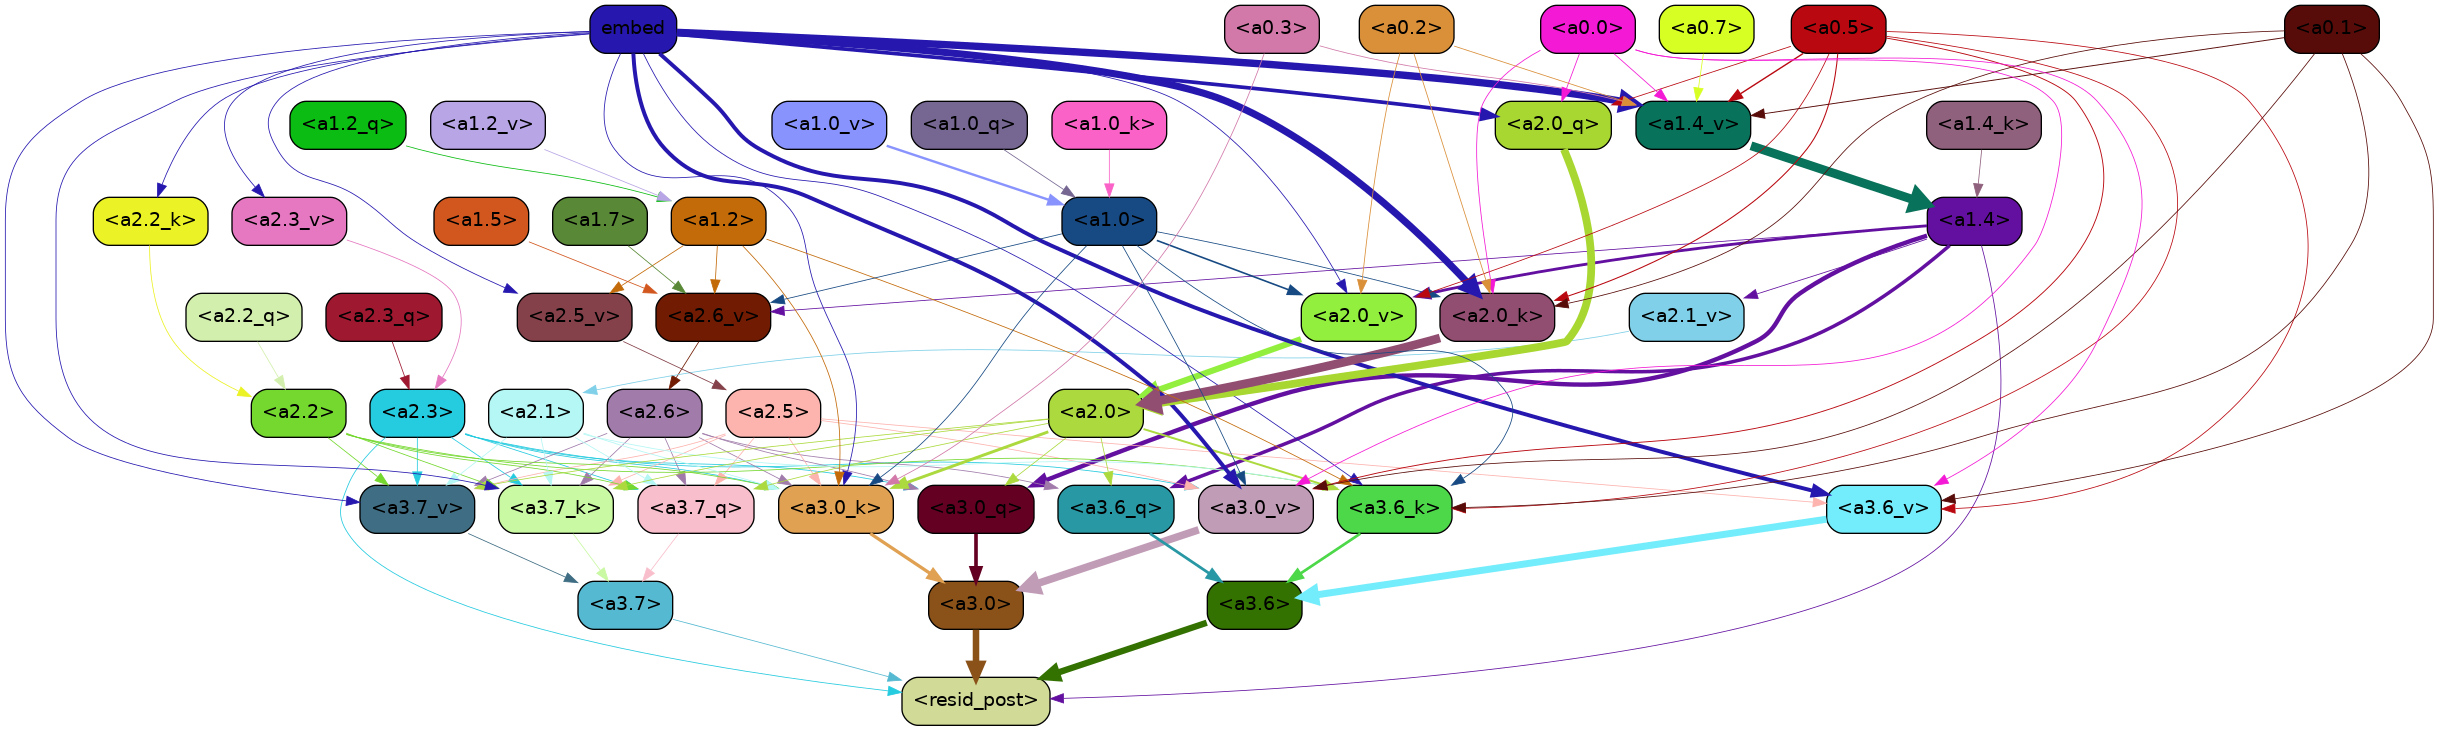 embed
<a0.3>
<a0.2>
<a0.0>
<a0.7>
<a0.5>
<a0.1>
<a1.2_q>
<a1.2_v>
<a1.0_v>
<a1.0_q>
<a1.0_k>
<a2.0_q>
<a1.4_v>
<a1.4_k>
<a2.2_k>
<a2.3_v>
<a1.5>
<a1.7>
<a1.2>
<a1.0>
<a1.4>
<a2.2_q>
<a2.3_q>
<a2.5_v>
<a2.6_v>
<a2.0_v>
<a2.0_k>
<a2.1_v>
<a2.2>
<a2.3>
<a2.1>
<a2.6>
<a2.5>
<a2.0>
<a3.7_v>
<a3.7_k>
<a3.7_q>
<a3.0_k>
<a3.0_q>
<a3.6_q>
<a3.0_v>
<a3.6_k>
<a3.6_v>
<a3.7>
<a3.0>
<a3.6>
<resid_post>